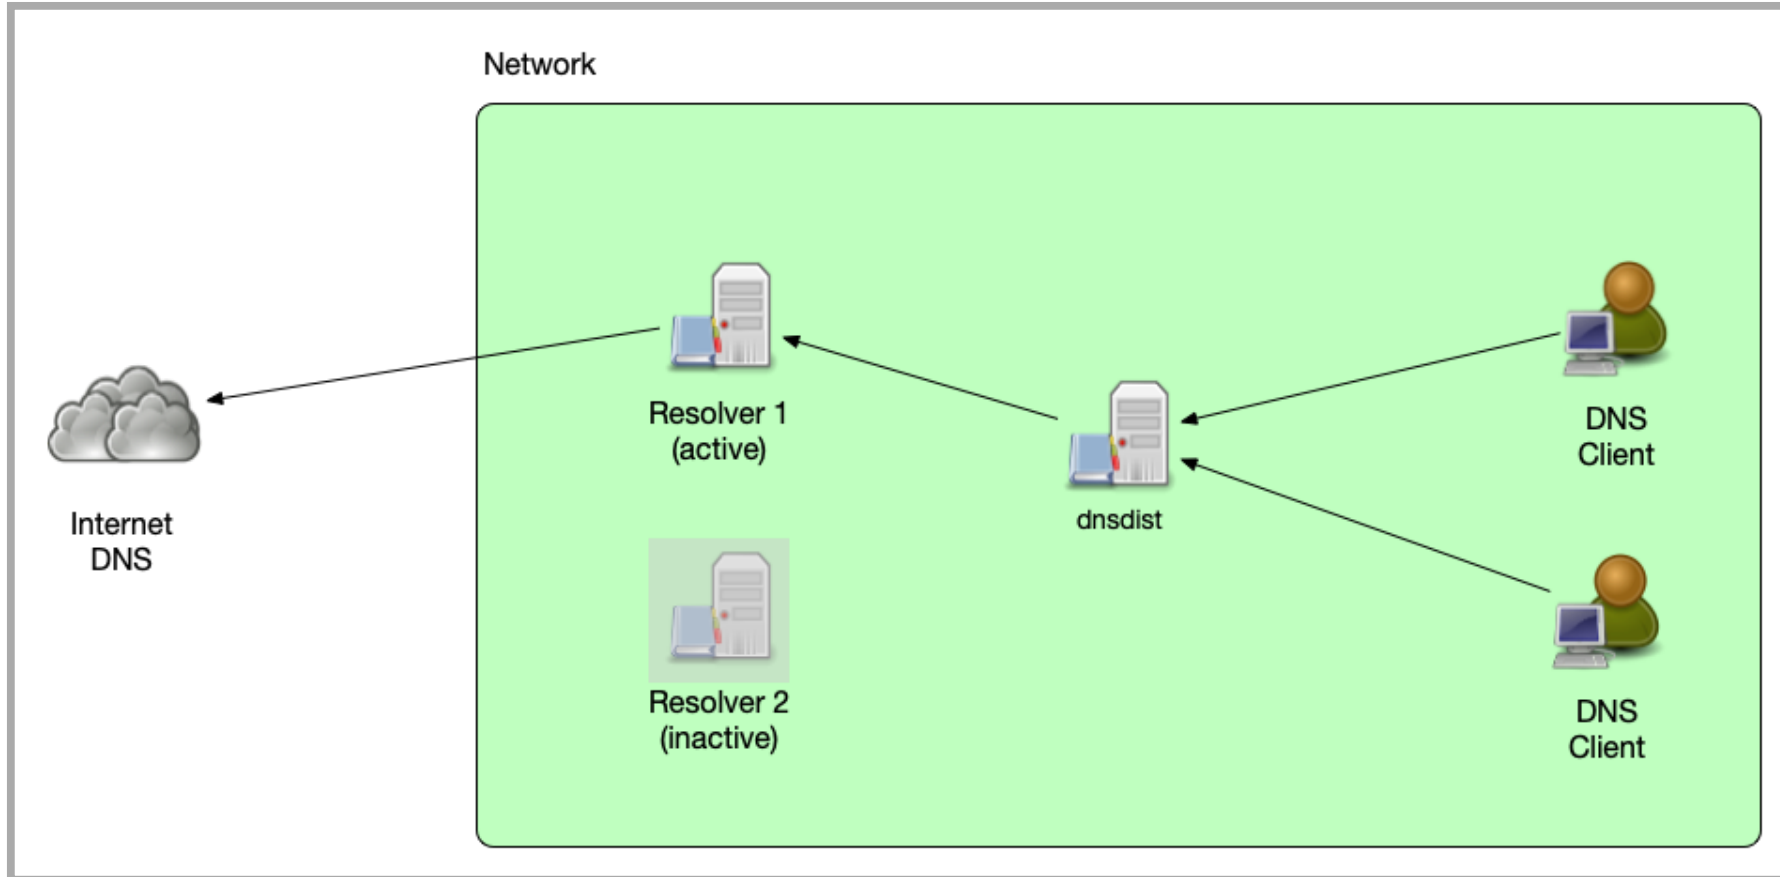 Network
Resolver 1
(active)
DNS
Client
dnsdist
Internet
DNS
Resolver 2
(inactive)
DNS
Client